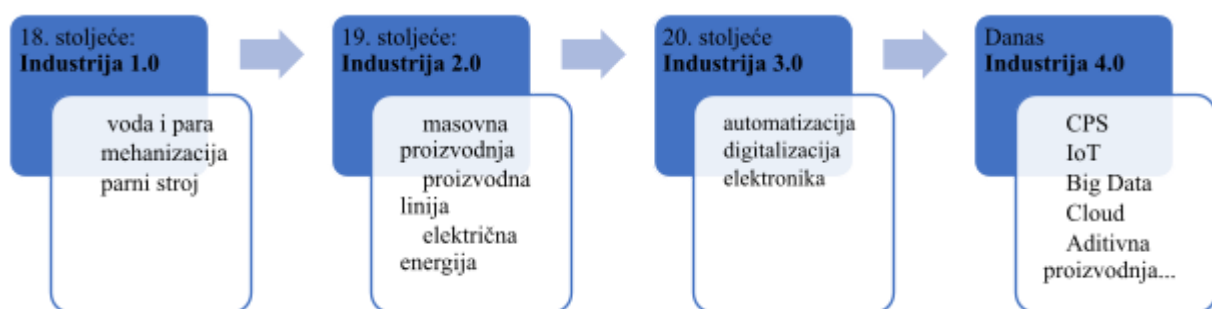 18. stoljeće:
Industrija 1.0
voda i para
mehanizacija
parni stroj
19. stoljeće:
Industrija 2.0
masovna
proizvodnja
proizvodna
linija
električna
energija
20. stoljeće
Industrija 3.0
automatizacija
digitalizacija
elektronika
Danas
Industrija 4.0
CPS
IoT
Big Data
Cloud
Aditivna
proizvodnja...